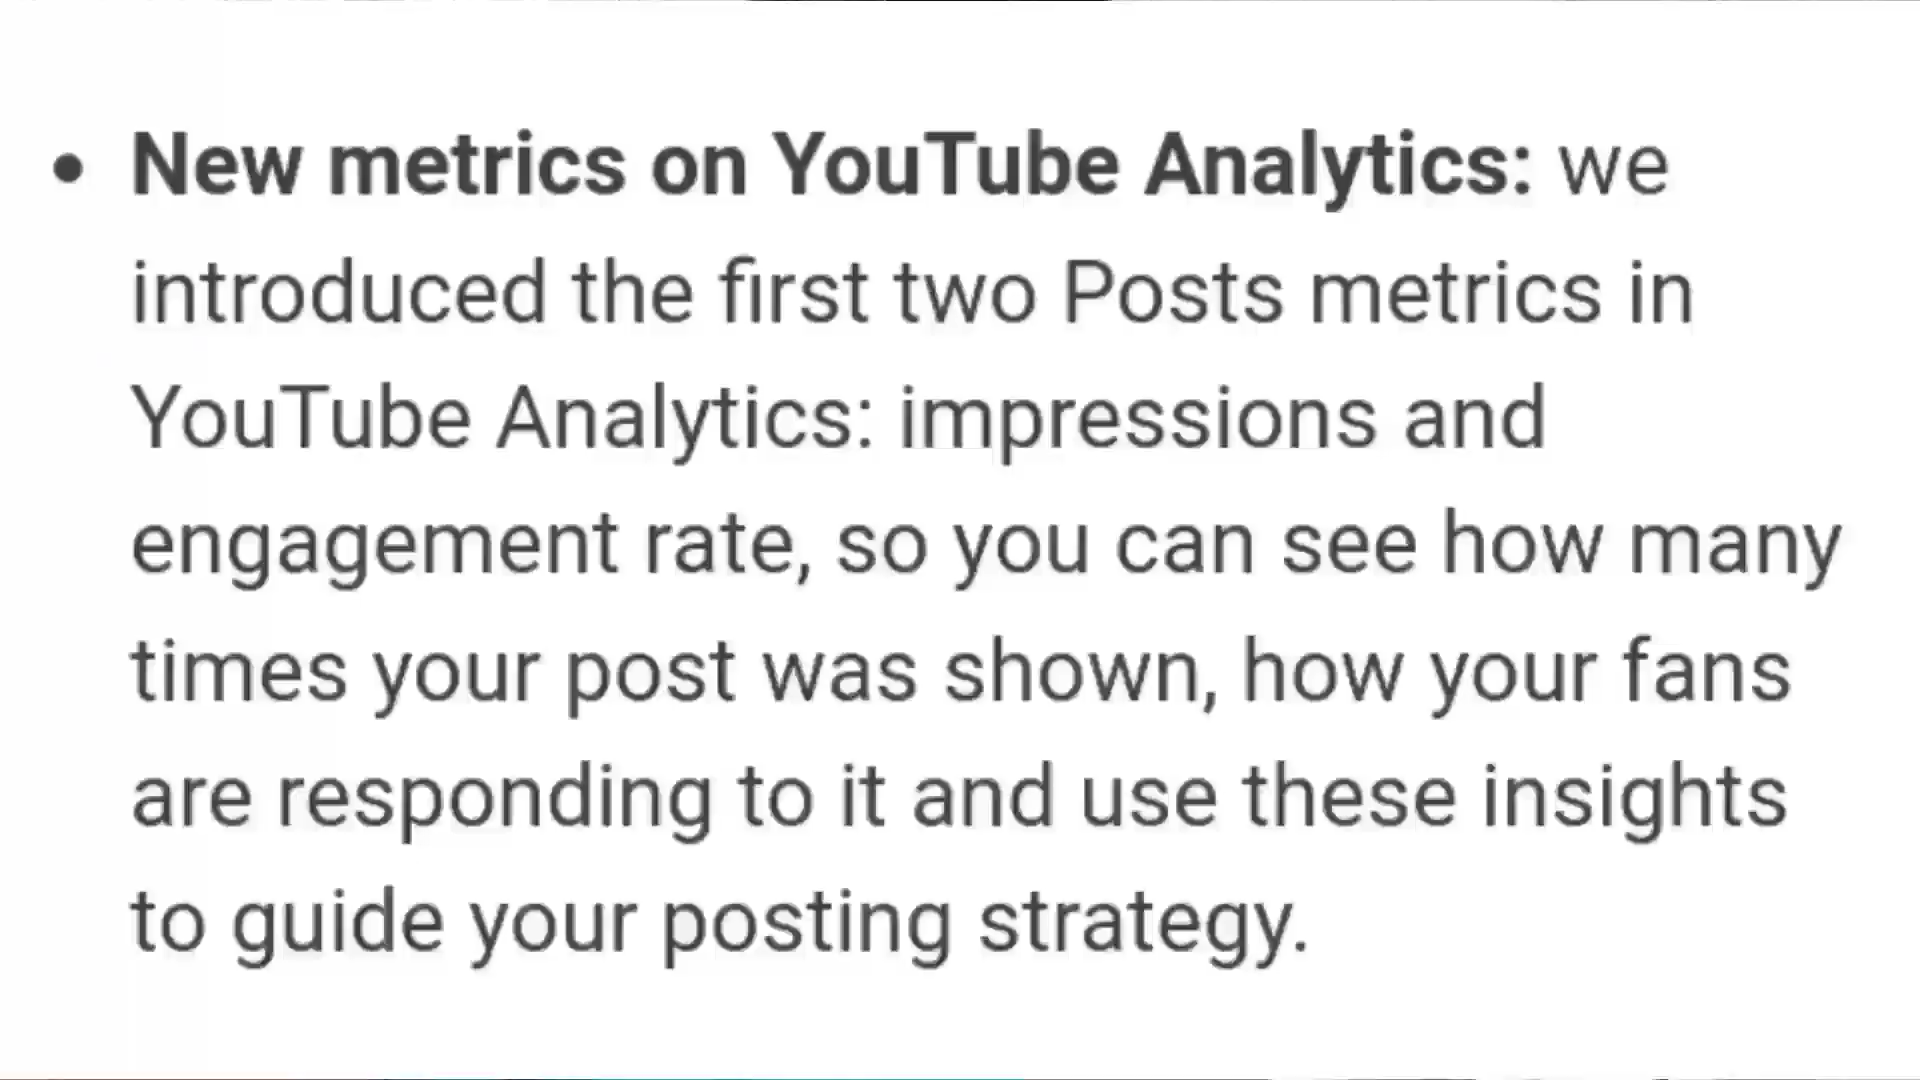 • New metrics on YouTube Analytics: we
introduced the first two Posts metrics in
YouTube Analytics: impressions and
engagement rate, so you can see how many
times your post was shown, how your fans
are responding to it and use these insights
to guide your posting strategy.